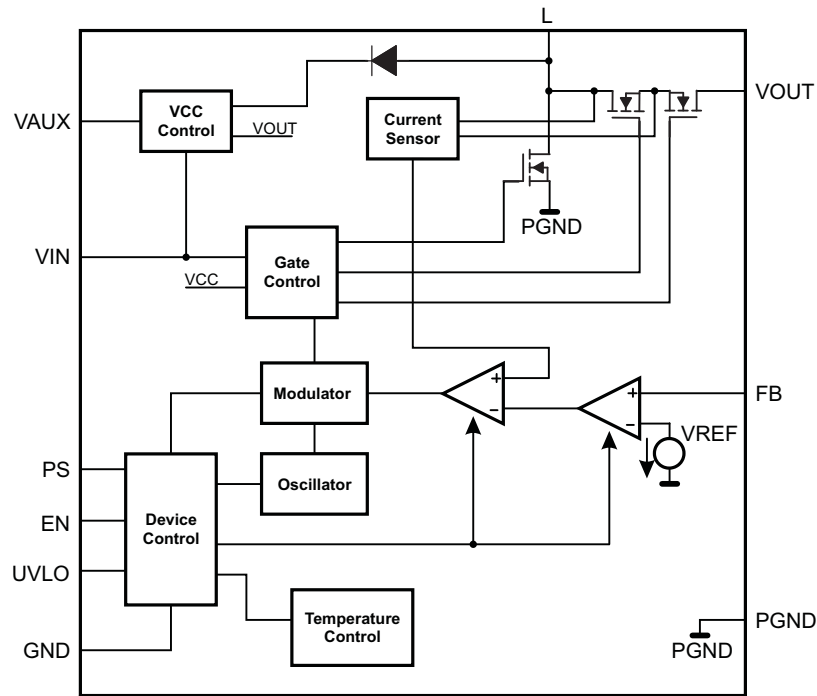 L
VAUX
VCC
Control
VOUT
Current
Sensor
VOUT
PGND
VIN
VCC
Gate
Control
Modulator
+
−
+
−
FB
VREF
PS
EN
UVLO
GND
Device
Control
Oscillator
Temperature
Control
PGND
PGND